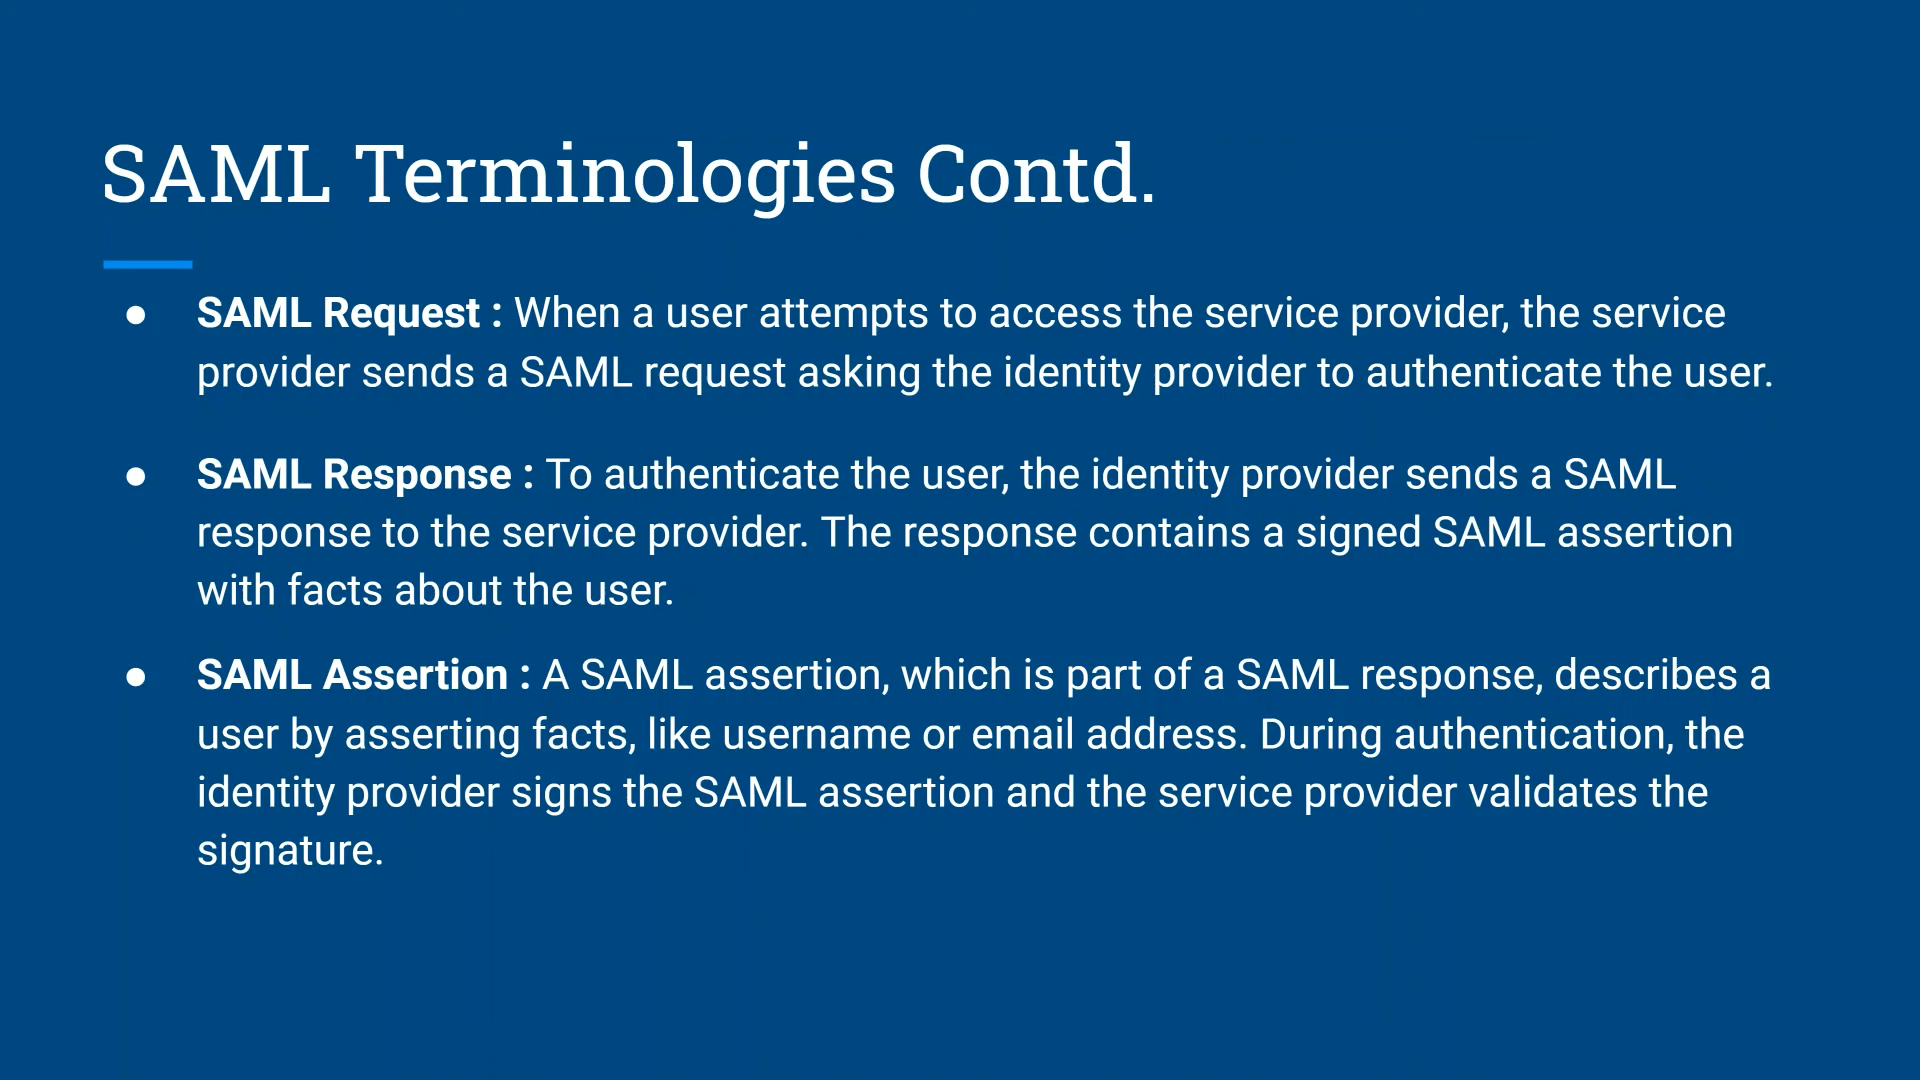 SAML Terminologies Contd.
● SAML Request : When a user attempts to access the service provider, the service
provider sends a SAML request asking the identity provider to authenticate the user.
● SAML Response : To authenticate the user, the identity provider sends a SAML
response to the service provider. The response contains a signed SAML assertion
with facts about the user.
● SAML Assertion : A SAML assertion, which is part of a SAML response, describes a
user by asserting facts, like username or email address. During authentication, the
identity provider signs the SAML assertion and the service provider validates the
signature.